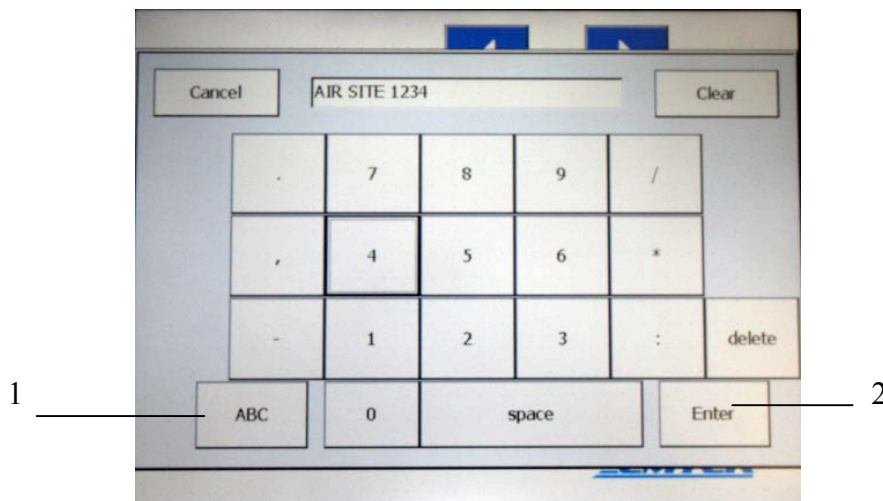 Cancel AIR SITE 1234 Clear
. 7 8 9 /
, 4 5 6 *
- 1 2 3 : delete
1 ABC 0 space Enter 2